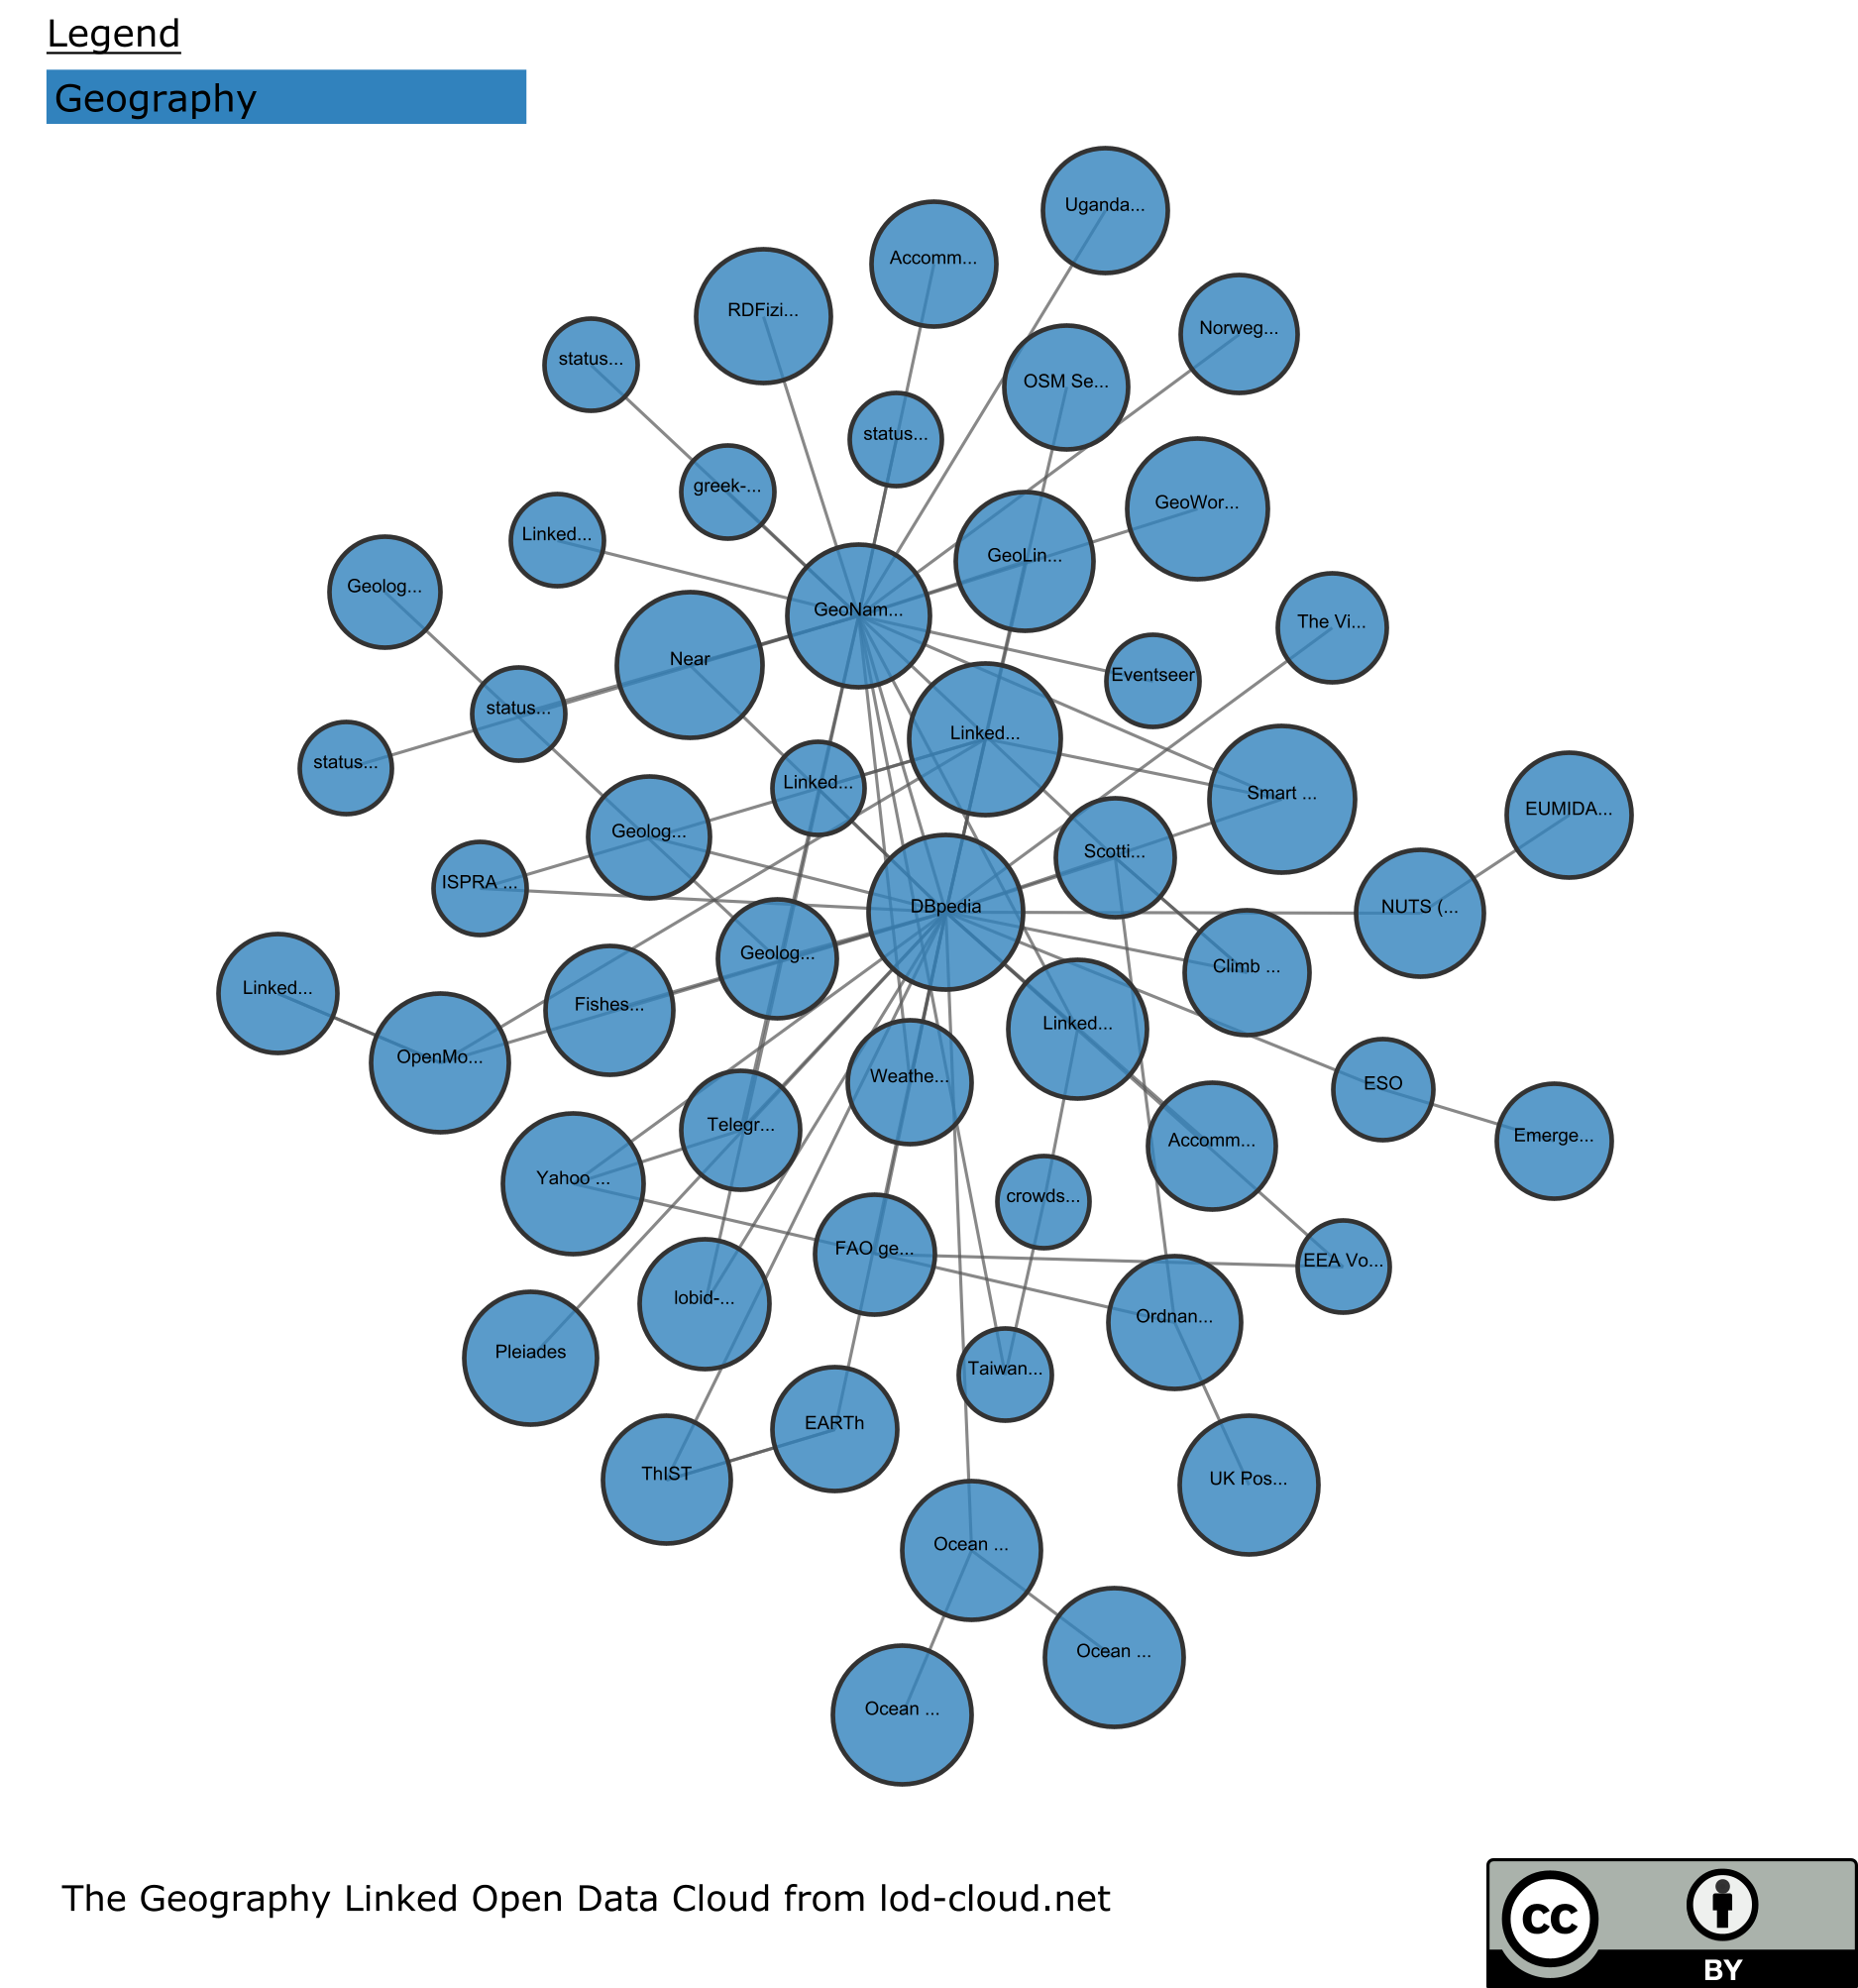 Legend
Geography
Uganda...
Accomm...
RDFizi...
Norweg...
status...
OSM Se...
status...
greek-...
GeoWor...
Linked...
GeoLin...
Geolog...
GeoNam...
The Vi...
Near
Eventseer
status...
Linked...
status...
Linked...
Smart ...
EUMIDA...
Geolog...
Scotti...
ISPRA ...
DBpedia
NUTS (...
Geolog...
Climb ...
Linked...
Fishes...
Linked...
OpenMo...
Weathe...
ESO
Telegr...
Accomm...
Emerge...
Yahoo ...
crowds...
FAO ge...
EEA Vo...
lobid-...
Ordnan...
Pleiades
Taiwan...
EARTh
ThIST
UK Pos...
Ocean ...
Ocean ...
Ocean ...
The Geography Linked Open Data Cloud from lod-cloud.net
cc
BY